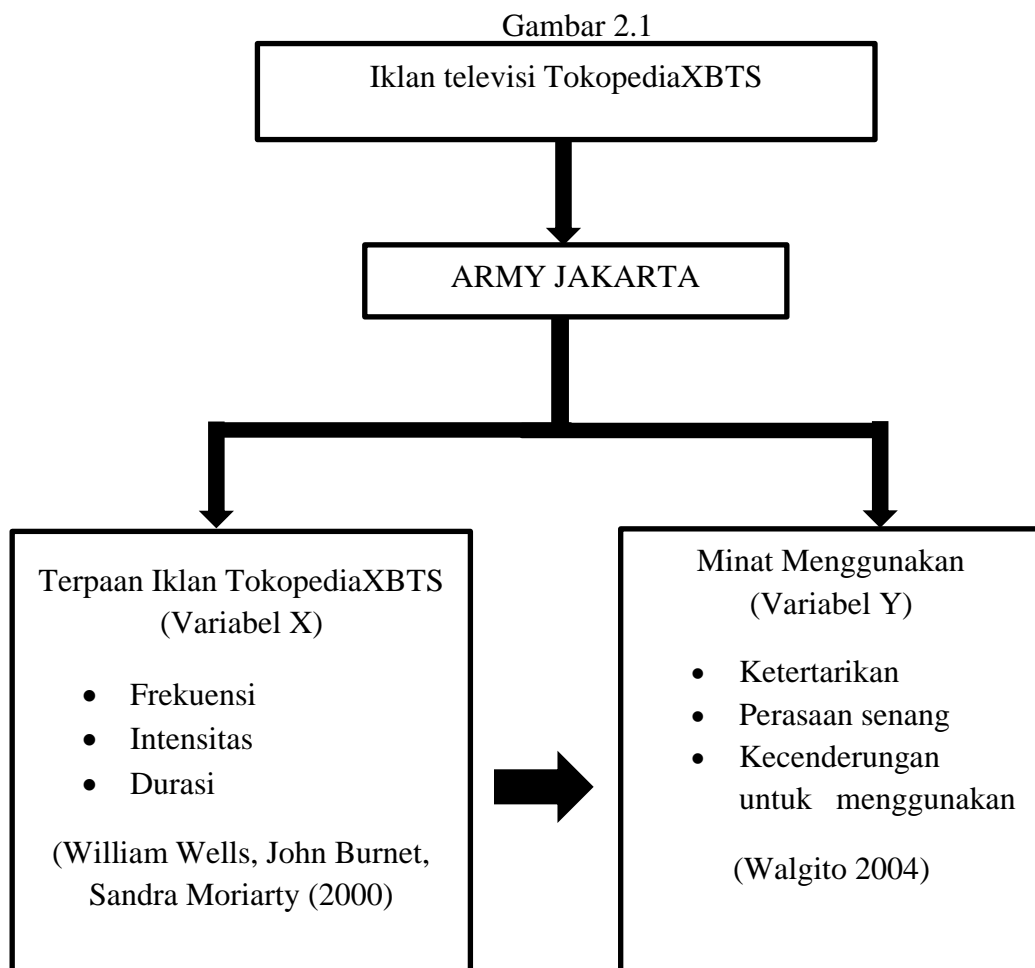 Gambar 2.1
Iklan televisi TokopediaXBTS
ARMY JAKARTA
Terpaan Iklan TokopediaXBTS
(Variabel X)
• Frekuensi
• Intensitas
• Durasi
(William Wells, John Burnet,
Sandra Moriarty (2000)
Minat Menggunakan
(Variabel Y)
• Ketertarikan
• Perasaan senang
• Kecenderungan
untuk menggunakan
(Walgito 2004)